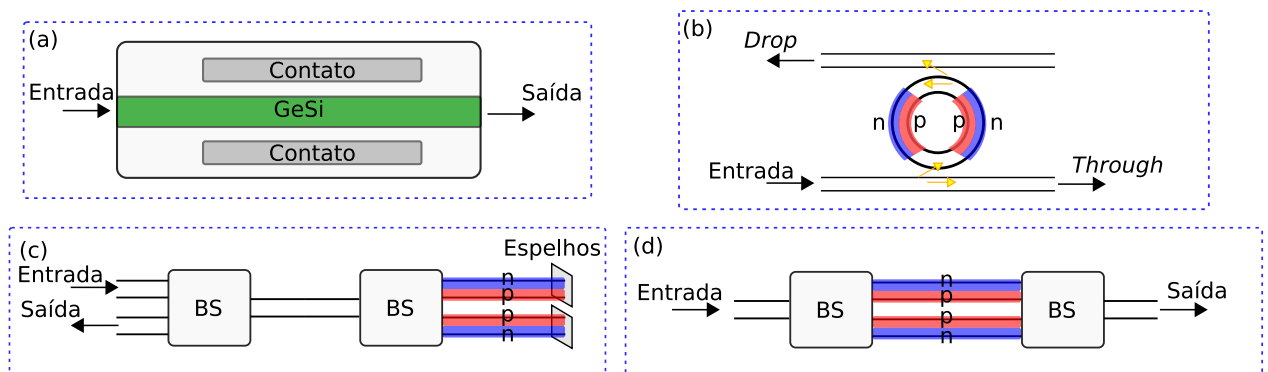 (a)
Contato
Entrada
GeSi
Saída
Contato
(b)
Drop
n
p
p
n
Entrada
Through
(c)
Espelhos
Entrada
n
BS
BS
p
Saída
p
n
(d)
n
Entrada
p
Saída
BS
BS
p
n